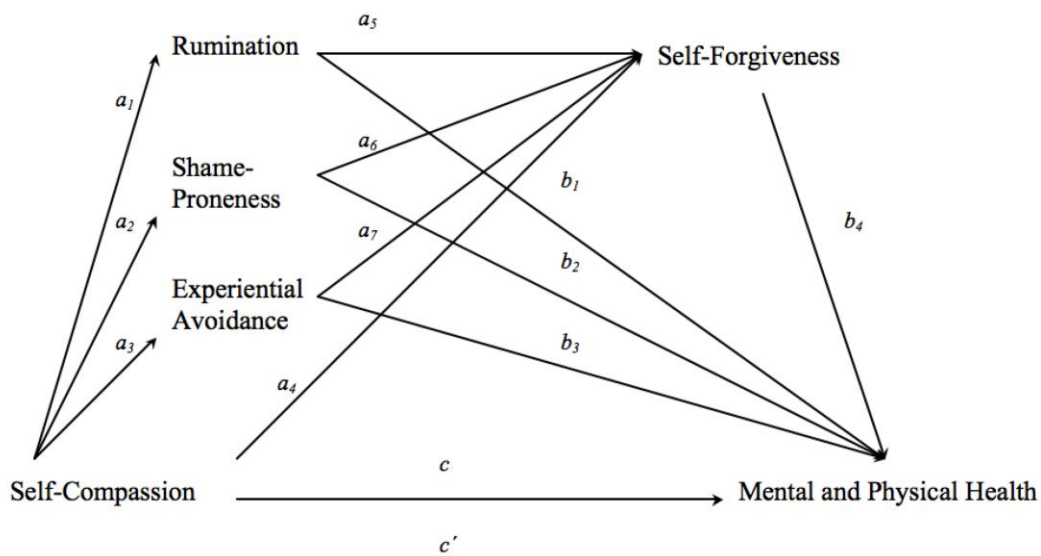 a5
Rumination
Self-Forgiveness
a1
a6
Shame-
Proneness
b1
a2
b4
a7
b2
Experiential
Avoidance
a3
b3
a4
c
Self-Compassion
Mental and Physical Health
c´